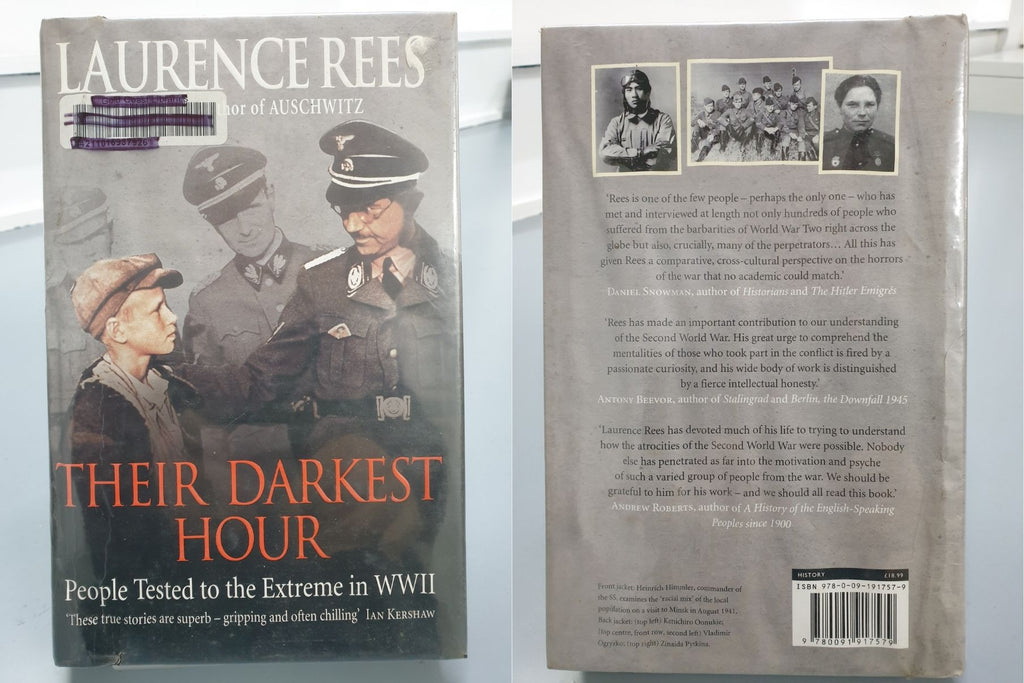 LAURENCE REES
hor of AUSCHWITZ
THEIR DARKEST
HOUR
People Tested to the Extreme in WWII
'These true stories are superb – gripping and often chilling' IAN KERSHAW
'Rees is one of the few people – perhaps the only one – who has
met and interviewed at length not only hundreds of people who
suffered from the barbarities of World War Two right across the
globe but also, crucially, many of the perpetrators… All this has
given Rees a comparative, cross-cultural perspective on the horrors
of the war that no academic could match.'
DANIEL SNOWMAN, author of Historians and The Hitler Emigrés
'Rees has made an important contribution to our understanding
of the Second World War. His great urge to comprehend the
mentalities of those who took part in the conflict is fired by a
passionate curiosity, and his wide body of work is distinguished
by a fierce intellectual honesty.'
ANTONY BEEVOR, author of Stalingrad and Berlin, the Downfall 1945
'Laurence Rees has devoted much of his life to trying to understand
how the atrocities of the Second World War were possible. Nobody
else has penetrated as far into the motivation and psyche
of such a varied group of people from the war. We should be
grateful to him for his work – and we should all read this book.'
ANDREW ROBERTS, author of A History of the English-Speaking
Peoples since 1900
Front jacket: Heinrich Himmler, commander of
the SS, examines the 'racial mix' of the local
population on a visit to Minsk in August 1941.
Back jacket: (top left) Kenichiro Oonuki;
(top centre, front row, second left) Vladimir
Ogryzko; (top right) Zinaida Pytkina.
HISTORY £18.99
ISBN 978-0-09-191757-9
9 780091 917579